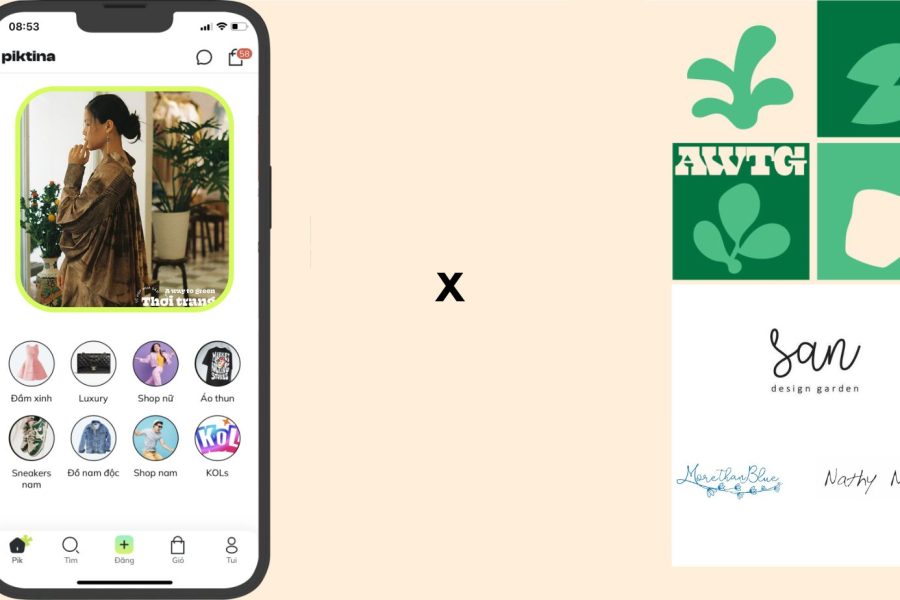 08:53
piktina
58
A way to green
Thời trang
Đầm xinh
Luxury
Shop nữ
Áo thun
Sneakers
nam
Đồ nam độc
Shop nam
KOLs
KOL
Pik
Tìm
Đăng
Giỏ
Tui
x
AWTG
san
design garden
MorethanBlue
Nathy